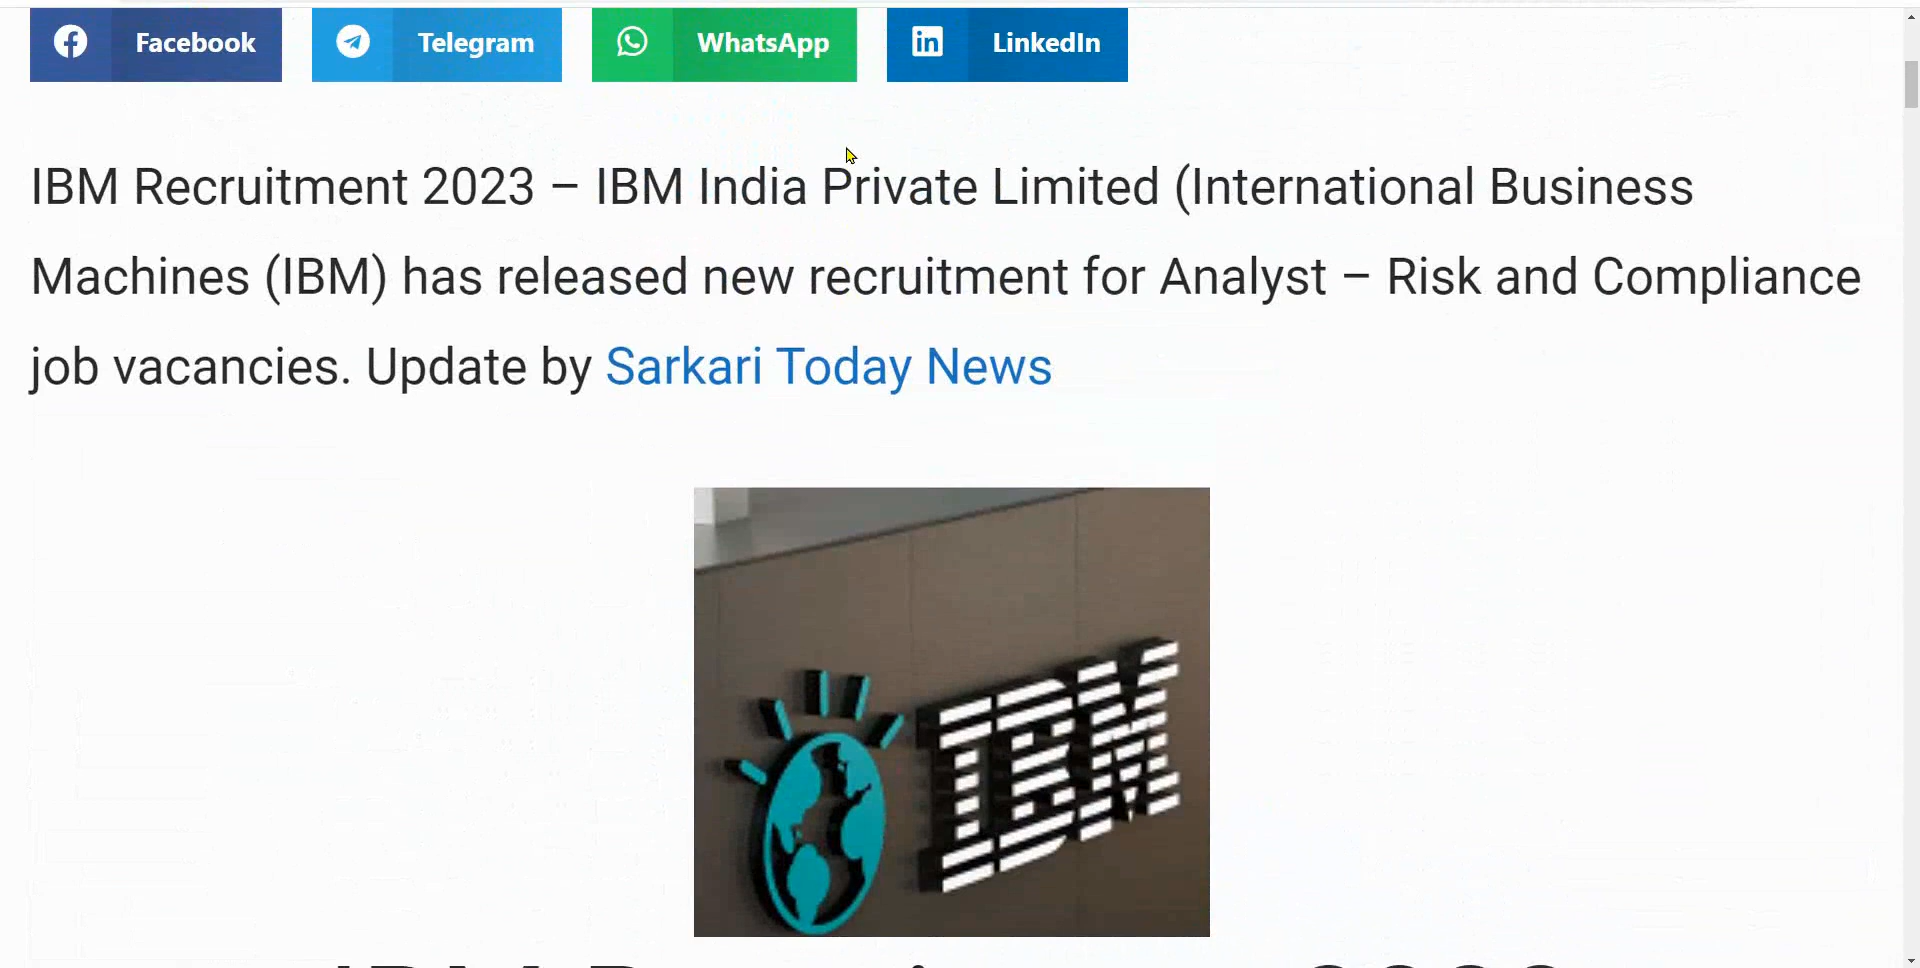 Facebook
Telegram
WhatsApp
LinkedIn
IBM Recruitment 2023 – IBM India Private Limited (International Business
Machines (IBM) has released new recruitment for Analyst – Risk and Compliance
job vacancies. Update by Sarkari Today News
IBM